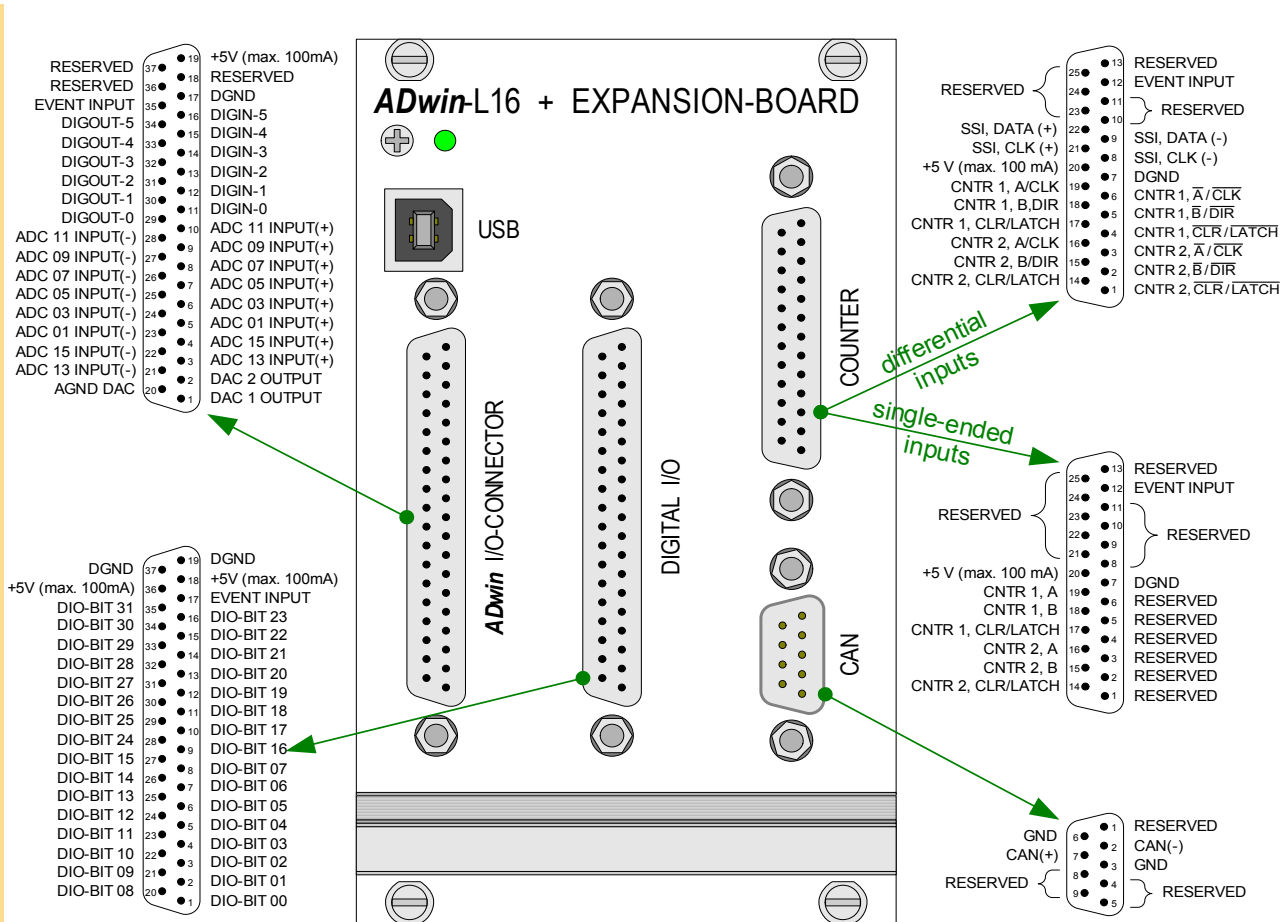 ADwin-L16 + EXPANSION-BOARD
USB
ADwin I/O-CONNECTOR
DIGITAL I/O
COUNTER
CAN
differential
inputs
single-ended
inputs
RESERVED 37
RESERVED 36
EVENT INPUT 35
DIGOUT-5 34
DIGOUT-4 33
DIGOUT-3 32
DIGOUT-2 31
DIGOUT-1 30
DIGOUT-0 29
ADC 11 INPUT(-) 28
ADC 09 INPUT(-) 27
ADC 07 INPUT(-) 26
ADC 05 INPUT(-) 25
ADC 03 INPUT(-) 24
ADC 01 INPUT(-) 23
ADC 15 INPUT(-) 22
ADC 13 INPUT(-) 21
AGND DAC 20
19 +5V (max. 100mA)
18 RESERVED
17 DGND
16 DIGIN-5
15 DIGIN-4
14 DIGIN-3
13 DIGIN-2
12 DIGIN-1
11 DIGIN-0
10 ADC 11 INPUT(+)
9 ADC 09 INPUT(+)
8 ADC 07 INPUT(+)
7 ADC 05 INPUT(+)
6 ADC 03 INPUT(+)
5 ADC 01 INPUT(+)
4 ADC 15 INPUT(+)
3 ADC 13 INPUT(+)
2 DAC 2 OUTPUT
1 DAC 1 OUTPUT
DGND 37
+5V (max. 100mA) 36
DIO-BIT 31 35
DIO-BIT 30 34
DIO-BIT 29 33
DIO-BIT 28 32
DIO-BIT 27 31
DIO-BIT 26 30
DIO-BIT 25 29
DIO-BIT 24 28
DIO-BIT 15 27
DIO-BIT 14 26
DIO-BIT 13 25
DIO-BIT 12 24
DIO-BIT 11 23
DIO-BIT 10 22
DIO-BIT 09 21
DIO-BIT 08 20
19 DGND
18 +5V (max. 100mA)
17 EVENT INPUT
16 DIO-BIT 23
15 DIO-BIT 22
14 DIO-BIT 21
13 DIO-BIT 20
12 DIO-BIT 19
11 DIO-BIT 18
10 DIO-BIT 17
9 DIO-BIT 16
8 DIO-BIT 07
7 DIO-BIT 06
6 DIO-BIT 05
5 DIO-BIT 04
4 DIO-BIT 03
3 DIO-BIT 02
2 DIO-BIT 01
1 DIO-BIT 00
RESERVED
25
24
23
SSI, DATA (+) 22
SSI, CLK (+) 21
+5 V (max. 100 mA) 20
CNTR 1, A/CLK 19
CNTR 1, B,DIR 18
CNTR 1, CLR/LATCH 17
CNTR 2, A/CLK 16
CNTR 2, B/DIR 15
CNTR 2, CLR/LATCH 14
13 RESERVED
12 EVENT INPUT
11
10
RESERVED
9 SSI, DATA (-)
8 SSI, CLK (-)
7 DGND
6 CNTR 1, A̅ / C̅L̅K̅
5 CNTR 1, B̅ / D̅I̅R̅
4 CNTR 1, C̅L̅R̅ / L̅A̅T̅C̅H̅
3 CNTR 2, A̅ / C̅L̅K̅
2 CNTR 2, B̅ / D̅I̅R̅
1 CNTR 2, C̅L̅R̅ / L̅A̅T̅C̅H̅
RESERVED
25
24
23
22
21
+5 V (max. 100 mA) 20
CNTR 1, A 19
CNTR 1, B 18
CNTR 1, CLR/LATCH 17
CNTR 2, A 16
CNTR 2, B 15
CNTR 2, CLR/LATCH 14
13 RESERVED
12 EVENT INPUT
11
10
9
8
RESERVED
7 DGND
6 RESERVED
5 RESERVED
4 RESERVED
3 RESERVED
2 RESERVED
1 RESERVED
GND 6
CAN(+) 7
RESERVED
8
9
1 RESERVED
2 CAN(-)
3 GND
4
5
RESERVED